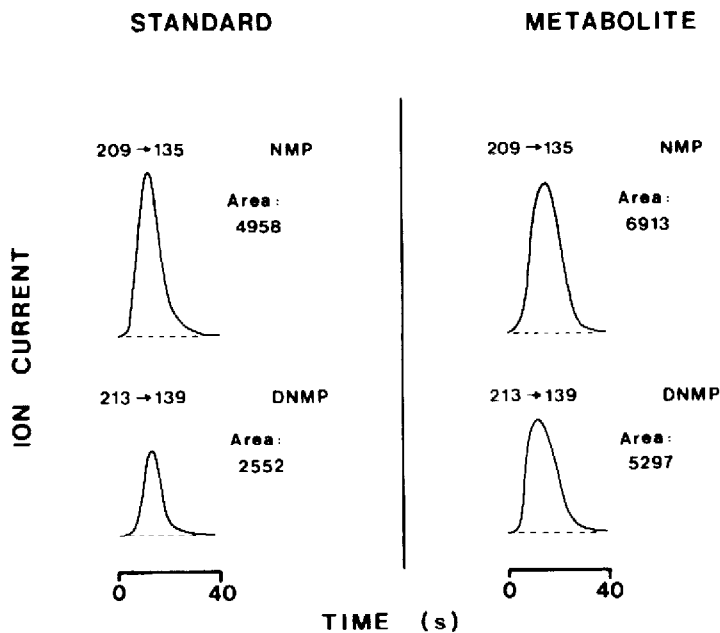 STANDARD
METABOLITE
209→135 NMP
Area:
4958
209→135 NMP
Area:
6913
ION CURRENT
213→139 DNMP
Area:
2552
213→139 DNMP
Area:
5297
0 40
0 40
TIME (s)